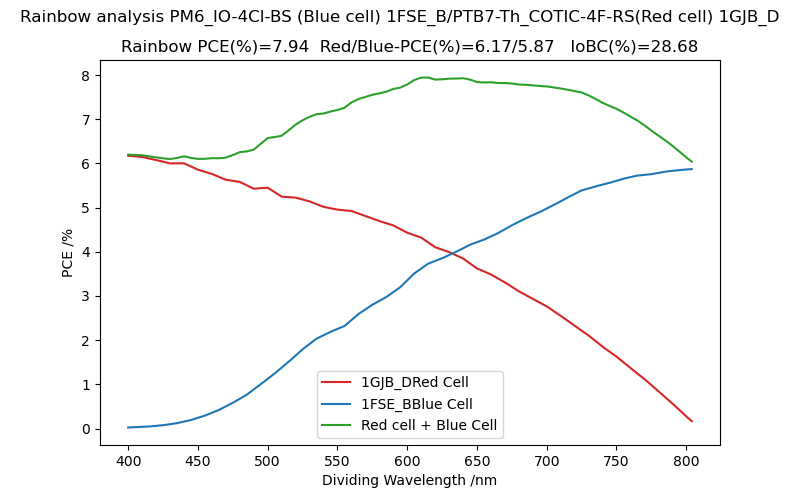 Rainbow analysis PM6_IO-4Cl-BS (Blue cell) 1FSE_B/PTB7-Th_COTIC-4F-RS(Red cell) 1GJB_D
Rainbow PCE(%)=7.94  Red/Blue-PCE(%)=6.17/5.87   IoBC(%)=28.68
8
7
6
5
4
3
2
1
0
PCE /%
1GJB_DRed Cell
1FSE_BBlue Cell
Red cell + Blue Cell
400 450 500 550 600 650 700 750 800
Dividing Wavelength /nm